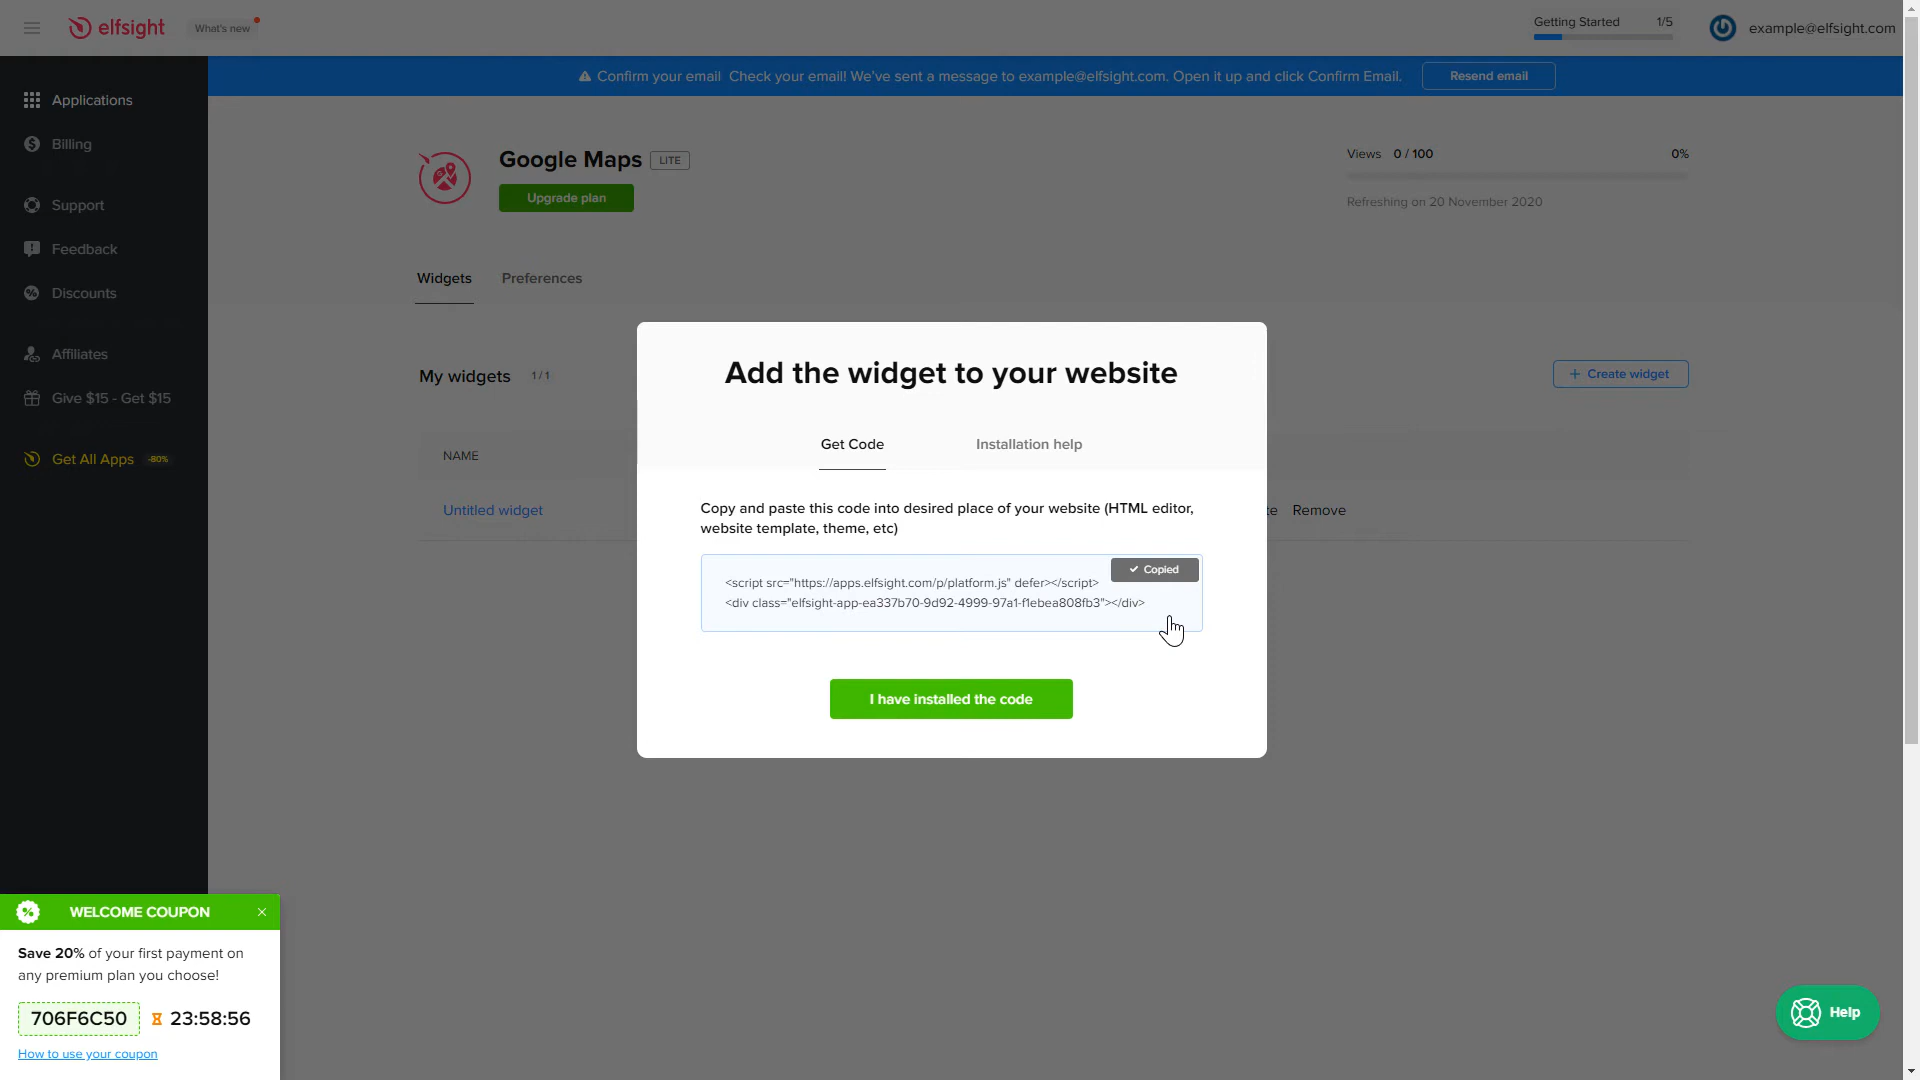 elfsight
What's new
Getting Started 1/5
example@elfsight.com
Confirm your email Check your email! We've sent a message to example@elfsight.com. Open it up and click Confirm Email.
Resend email
Applications
Billing
Support
Feedback
Discounts
Affiliates
Give $15 - Get $15
Get All Apps -80%
Google Maps LITE
Upgrade plan
Views 0 / 100 0%
Refreshing on 20 November 2020
Widgets Preferences
My widgets 1 / 1
+ Create widget
NAME
Untitled widget
te Remove
Add the widget to your website
Get Code Installation help
Copy and paste this code into desired place of your website (HTML editor,
website template, theme, etc)
Copied
<script src="https://apps.elfsight.com/p/platform.js" defer></script>
<div class="elfsight-app-ea337b70-9d92-4999-97a1-f1ebea808fb3"></div>
I have installed the code
WELCOME COUPON
Save 20% of your first payment on
any premium plan you choose!
706F6C50 23:58:56
How to use your coupon
Help